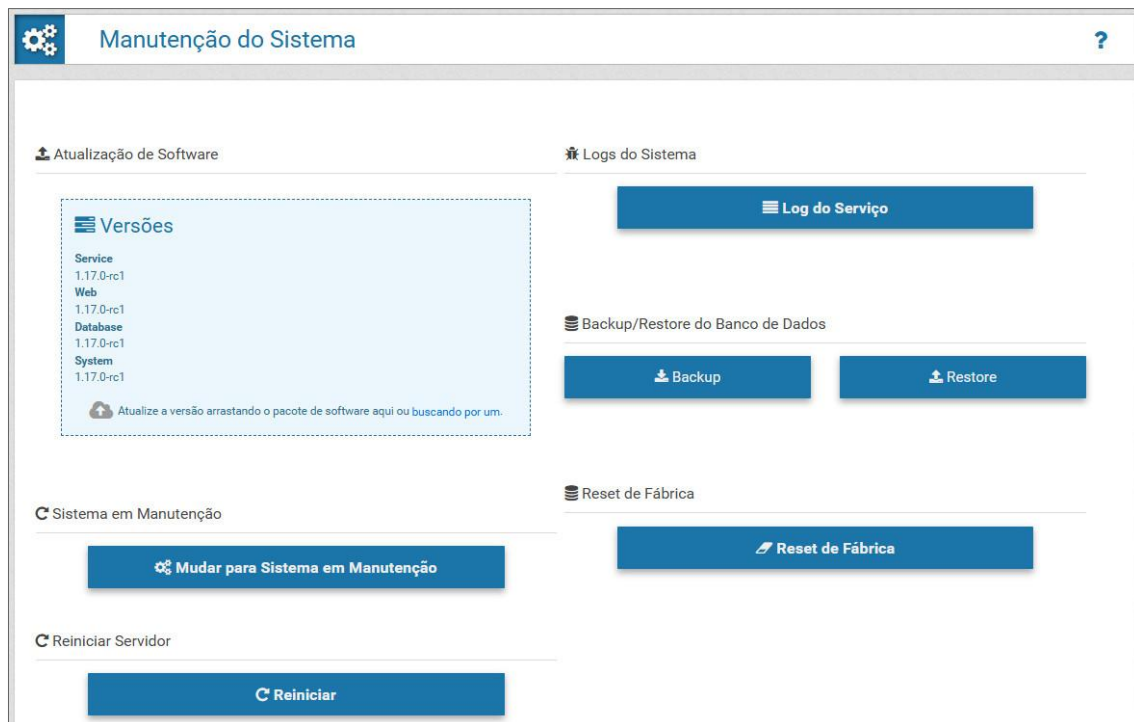 Manutenção do Sistema
?
Atualização de Software
Versões
Service
1.17.0-rc1
Web
1.17.0-rc1
Database
1.17.0-rc1
System
1.17.0-rc1
Atualize a versão arrastando o pacote de software aqui ou buscando por um.
Sistema em Manutenção
Mudar para Sistema em Manutenção
Reiniciar Servidor
Reiniciar
Logs do Sistema
Log do Serviço
Backup/Restore do Banco de Dados
Backup
Restore
Reset de Fábrica
Reset de Fábrica